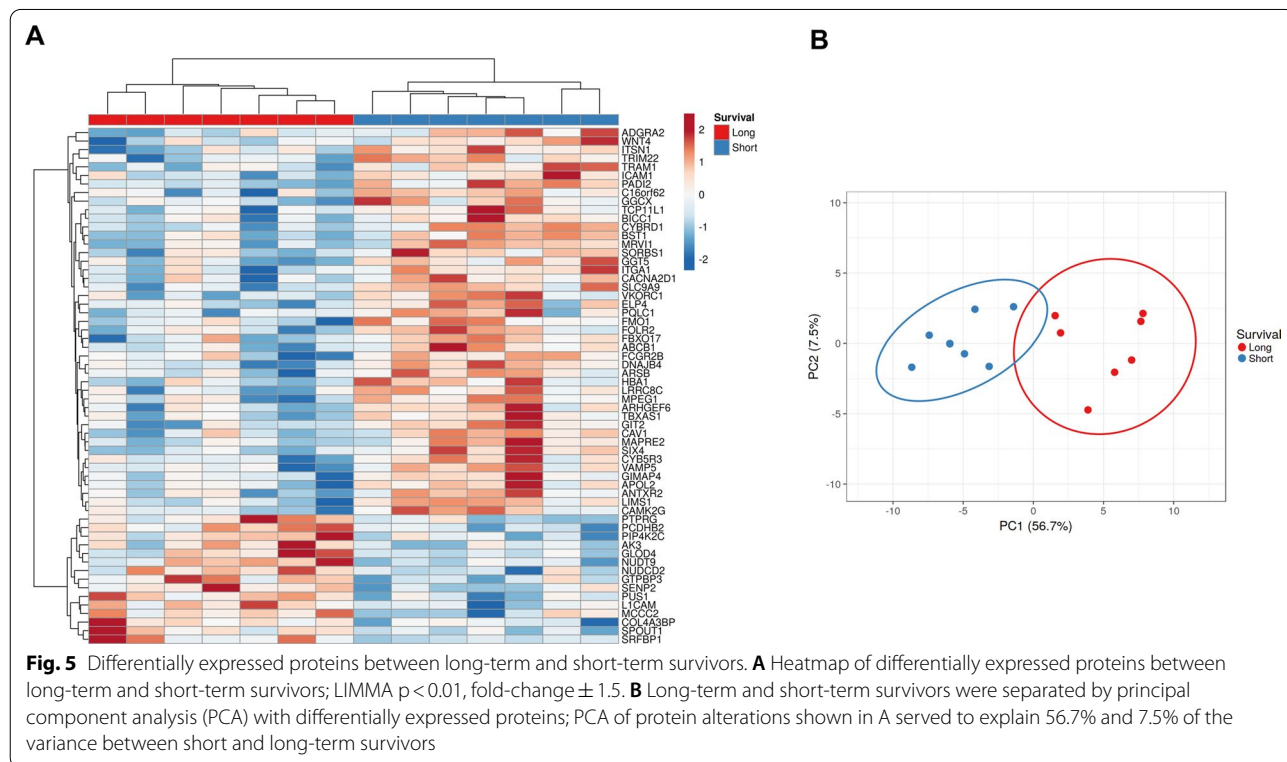 A
B
Survival
Long
Short
2
1
0
-1
-2
ADGRA2
WNT4
ITSN1
TRIM22
TRAM1
ICAM1
PADI2
C16orf62
GGCX
TCP11L1
BICC1
CYBRD1
BST1
MRVI1
SORBS1
GGT5
ITGA1
CACNA2D1
SLC9A9
VKORC1
ELP4
PQLC1
FMO1
FOLR2
FBXO17
ABCB1
FCGR2B
DNAJB4
ARSB
HBA1
LRRC8C
MPEG1
ARHGEF6
TBXAS1
GIT2
CAV1
MAPRE2
SIX4
CYB5R3
VAMP5
GIMAP4
APOL2
ANTXR2
LIMS1
CAMK2G
PTPRG
PCDHB2
PIP4K2C
AK3
GLOD4
NUDT9
NUDCD2
GTPBP3
SENP2
PUS1
L1CAM
MCCC2
COL4A3BP
SPOUT1
SRFBP1
10
5
0
-5
-10
PC2 (7.5%)
-10 -5 0 5 10
PC1 (56.7%)
Survival
Long
Short
Fig. 5 Differentially expressed proteins between long-term and short-term survivors. A Heatmap of differentially expressed proteins between
long-term and short-term survivors; LIMMA p < 0.01, fold-change ± 1.5. B Long-term and short-term survivors were separated by principal
component analysis (PCA) with differentially expressed proteins; PCA of protein alterations shown in A served to explain 56.7% and 7.5% of the
variance between short and long-term survivors